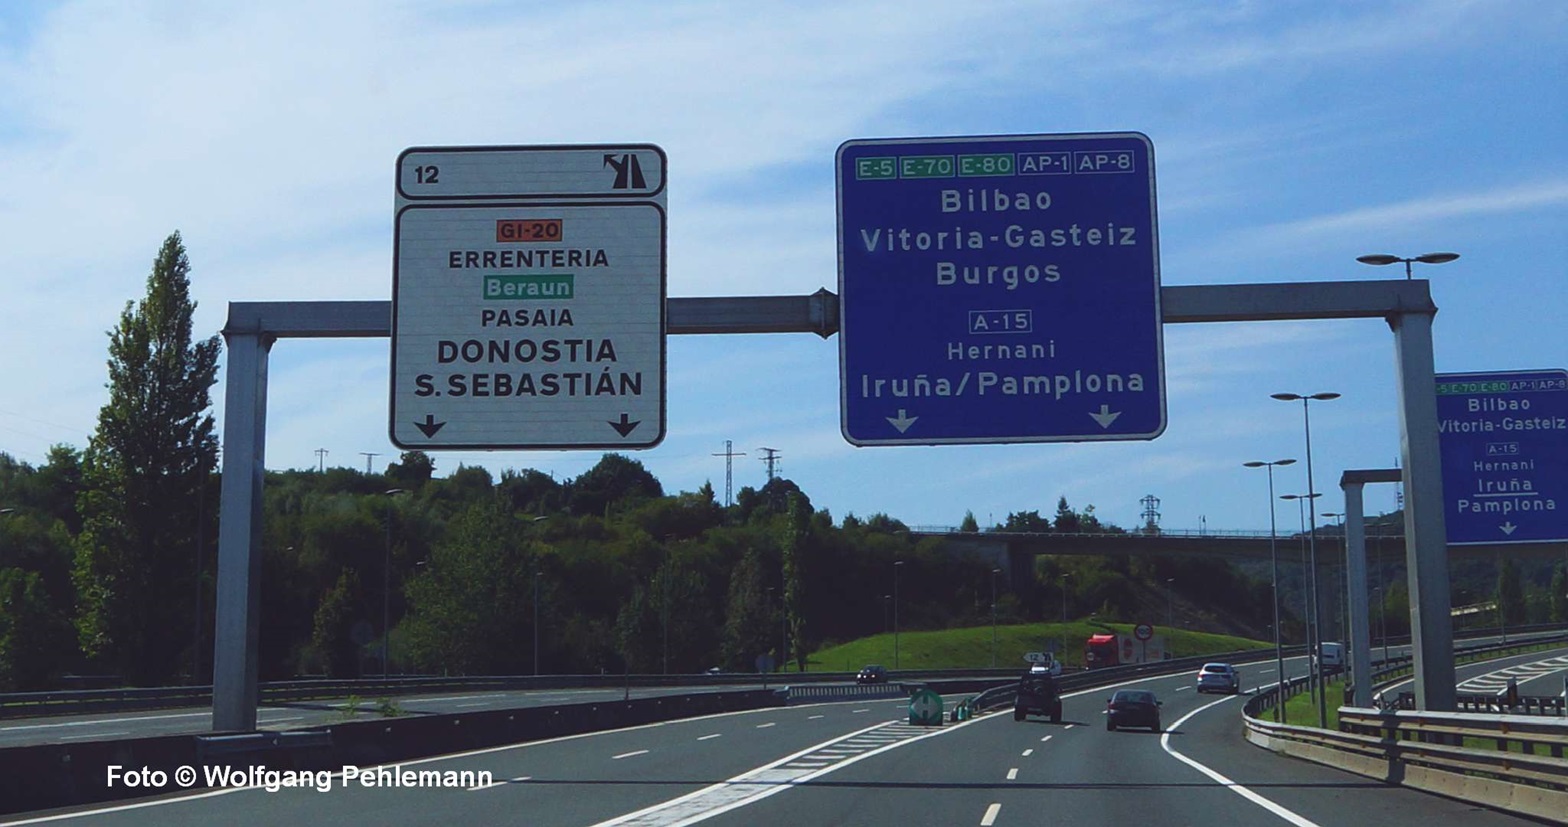 12
GI-20
ERRENTERIA
Beraun
PASAIA
DONOSTIA
S.SEBASTIÁN
E-5 E-70 E-80 AP-1 AP-8
Bilbao
Vitoria-Gasteiz
Burgos
A-15
Hernani
Iruña/Pamplona
E-70 E-80 AP-1 AP-8
Bilbao
Vitoria-Gasteiz
A-15
Hernani
Iruña
Pamplona
Foto © Wolfgang Pehlemann